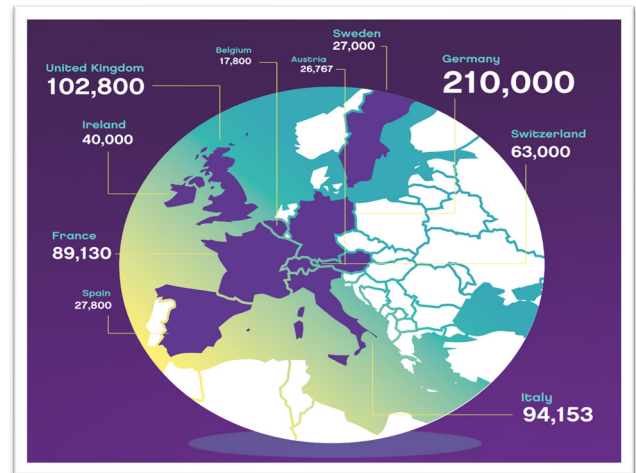 Sweden
27,000
Belgium
17,800
Austria
26,767
Germany
210,000
United Kingdom
102,800
Ireland
40,000
Switzerland
63,000
France
89,130
Spain
27,800
Italy
94,153